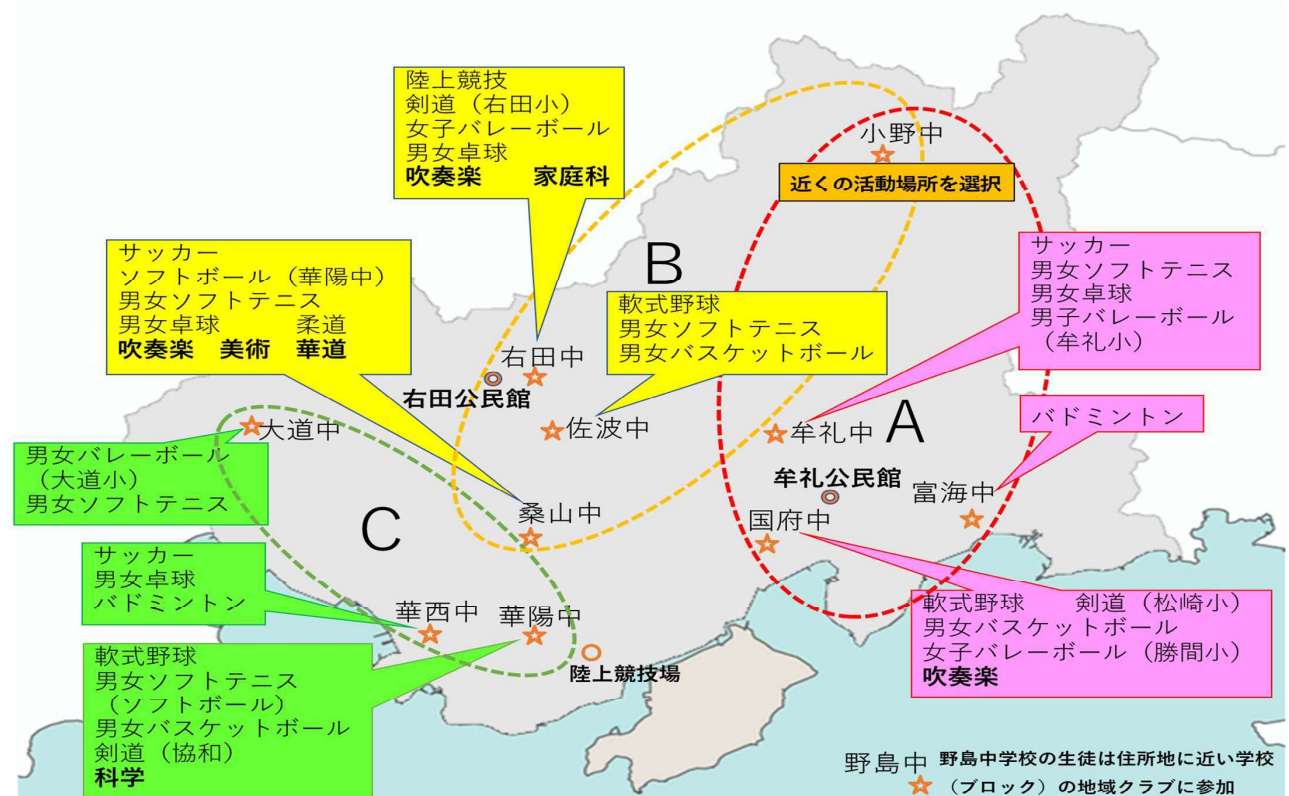 陸上競技
剣道（右田小）
女子バレーボール
男女卓球
吹奏楽　　家庭科
小野中
近くの活動場所を選択
サッカー
ソフトボール（華陽中）
男女ソフトテニス
男女卓球　　　柔道
吹奏楽　美術　華道
B
軟式野球
男女ソフトテニス
男女バスケットボール
サッカー
男女ソフトテニス
男女卓球
男子バレーボール
（牟礼小）
右田中
右田公民館
佐波中
牟礼中
A
バドミントン
大道中
男女バレーボール
（大道小）
男女ソフトテニス
牟礼公民館
富海中
桑山中
国府中
C
サッカー
男女卓球
バドミントン
華西中
華陽中
陸上競技場
軟式野球　　剣道（松崎小）
男女バスケットボール
女子バレーボール（勝間小）
吹奏楽
軟式野球
男女ソフトテニス
（ソフトボール）
男女バスケットボール
剣道（協和）
科学
野島中
野島中学校の生徒は住所地に近い学校
（ブロック）の地域クラブに参加